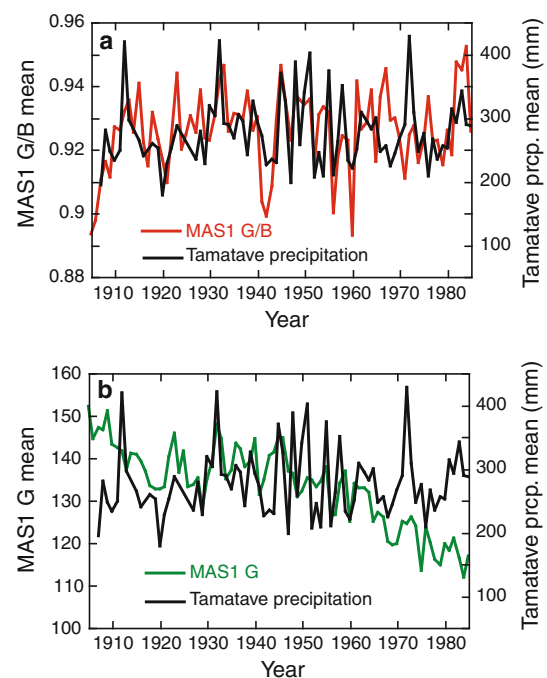 a
MAS1 G/B mean
0.96
0.94
0.92
0.9
0.88
Tamatave prcp. mean (mm)
400
300
200
100
MAS1 G/B
Tamatave precipitation
1910 1920 1930 1940 1950 1960 1970 1980
Year
b
MAS1 G mean
160
150
140
130
120
110
100
Tamatave prcp. mean (mm)
400
300
200
100
MAS1 G
Tamatave precipitation
1910 1920 1930 1940 1950 1960 1970 1980
Year